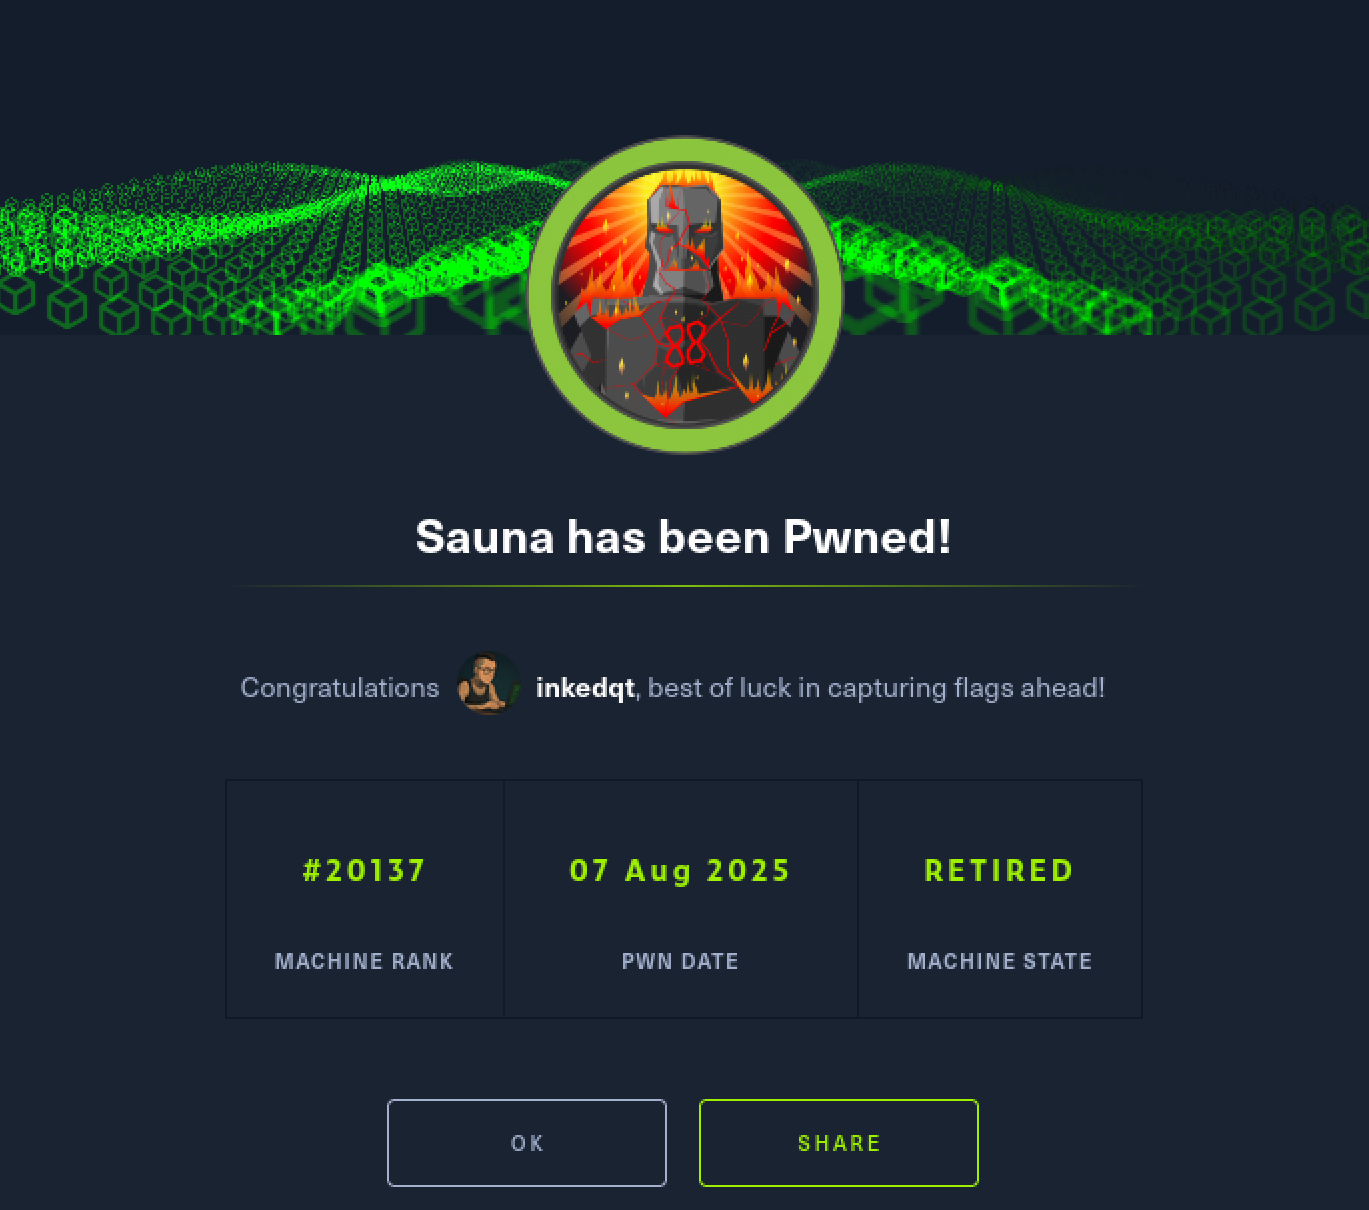 88
Sauna has been Pwned!
Congratulations inkedqt, best of luck in capturing flags ahead!
#20137
07 Aug 2025
RETIRED
MACHINE RANK
PWN DATE
MACHINE STATE
OK
SHARE